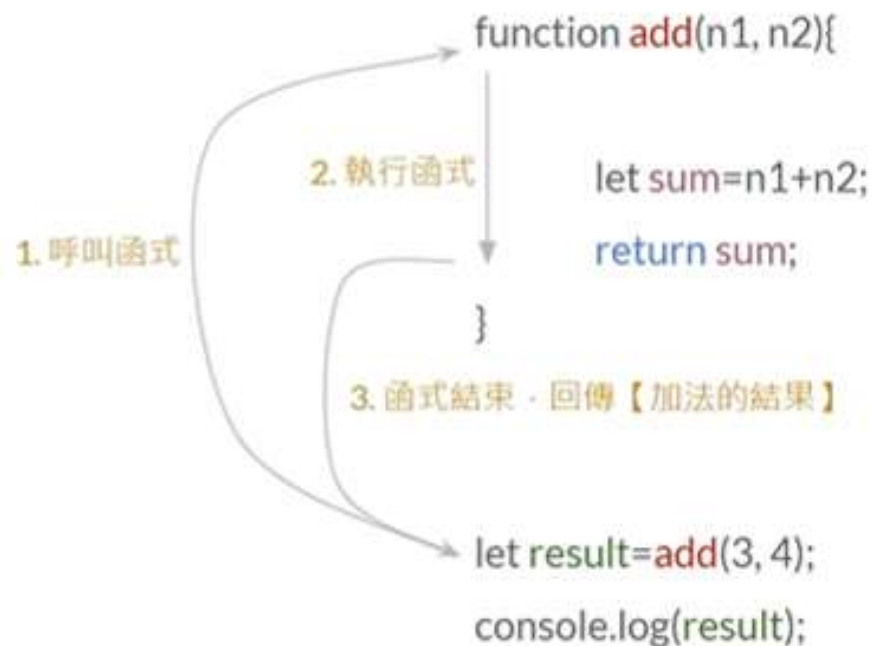 function add(n1, n2){
2. 執行函式
let sum=n1+n2;
1. 呼叫函式
return sum;
}
3. 函式結束，回傳【加法的結果】
let result=add(3, 4);
console.log(result);